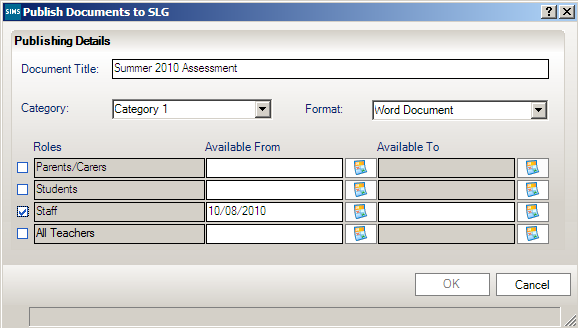 SIMS Publish Documents to SLG ? X
Publishing Details
Document Title: Summer 2010 Assessment
Category: Category 1 Format: Word Document
Roles Available From Available To
Parents/Carers
Students
Staff 10/08/2010
All Teachers
OK Cancel